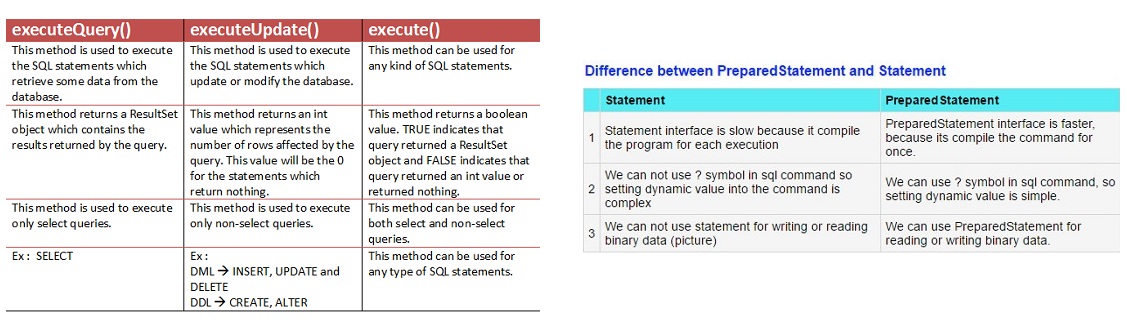 executeQuery() executeUpdate() execute()
This method is used to execute
the SQL statements which
retrieve some data from the
database.
This method is used to execute
the SQL statements which
update or modify the database.
This method can be used for
any kind of SQL statements.
This method returns a ResultSet
object which contains the
results returned by the query.
This method returns an int
value which represents the
number of rows affected by the
query. This value will be the 0
for the statements which
return nothing.
This method returns a boolean
value. TRUE indicates that
query returned a ResultSet
object and FALSE indicates that
query returned an int value or
returned nothing.
This method is used to execute
only select queries.
This method is used to execute
only non-select queries.
This method can be used for
both select and non-select
queries.
Ex : SELECT
Ex :
DML → INSERT, UPDATE and
DELETE
DDL → CREATE, ALTER
This method can be used for
any type of SQL statements.
Difference between PreparedStatement and Statement
Statement PreparedStatement
1
Statement interface is slow because it compile
the program for each execution
PreparedStatement interface is faster,
because its compile the command for
once.
2
We can not use ? symbol in sql command so
setting dynamic value into the command is
complex
We can use ? symbol in sql command, so
setting dynamic value is simple.
3
We can not use statement for writing or reading
binary data (picture)
We can use PreparedStatement for
reading or writing binary data.